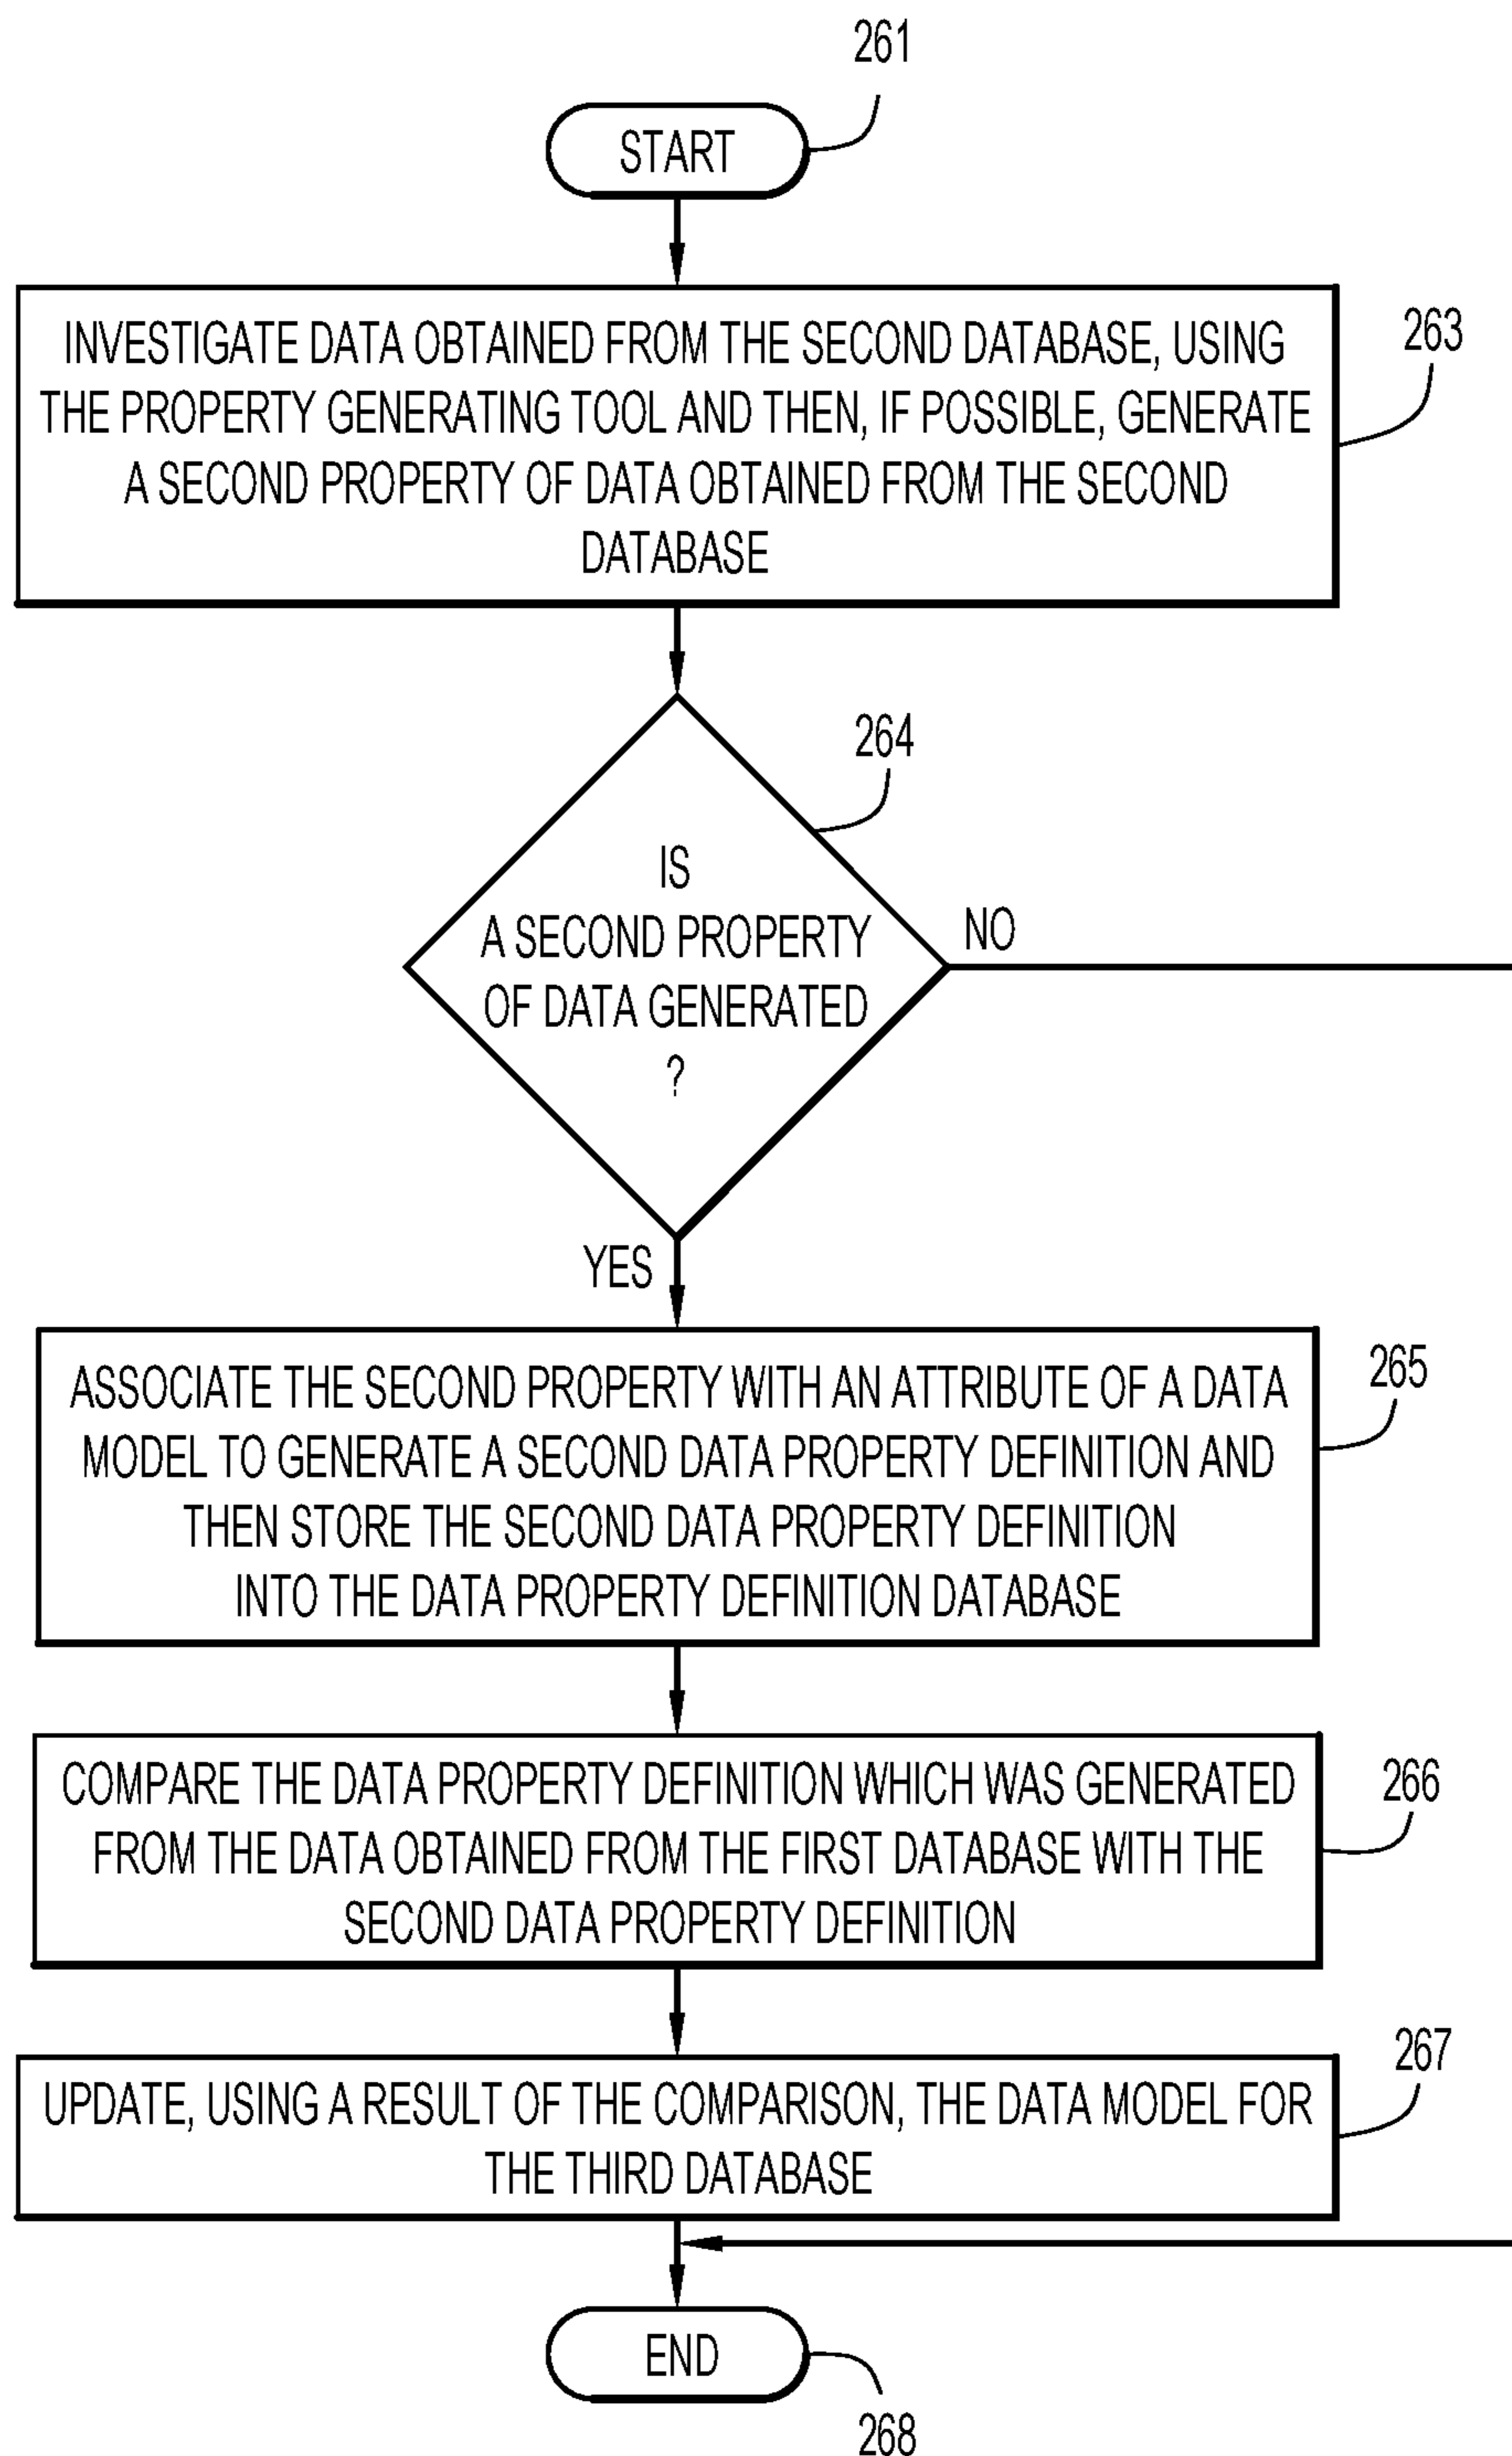 261
START
INVESTIGATE DATA OBTAINED FROM THE SECOND DATABASE, USING
THE PROPERTY GENERATING TOOL AND THEN, IF POSSIBLE, GENERATE
A SECOND PROPERTY OF DATA OBTAINED FROM THE SECOND
DATABASE
263
264
IS
A SECOND PROPERTY
OF DATA GENERATED
?
NO
YES
ASSOCIATE THE SECOND PROPERTY WITH AN ATTRIBUTE OF A DATA
MODEL TO GENERATE A SECOND DATA PROPERTY DEFINITION AND
THEN STORE THE SECOND DATA PROPERTY DEFINITION
INTO THE DATA PROPERTY DEFINITION DATABASE
265
COMPARE THE DATA PROPERTY DEFINITION WHICH WAS GENERATED
FROM THE DATA OBTAINED FROM THE FIRST DATABASE WITH THE
SECOND DATA PROPERTY DEFINITION
266
UPDATE, USING A RESULT OF THE COMPARISON, THE DATA MODEL FOR
THE THIRD DATABASE
267
END
268